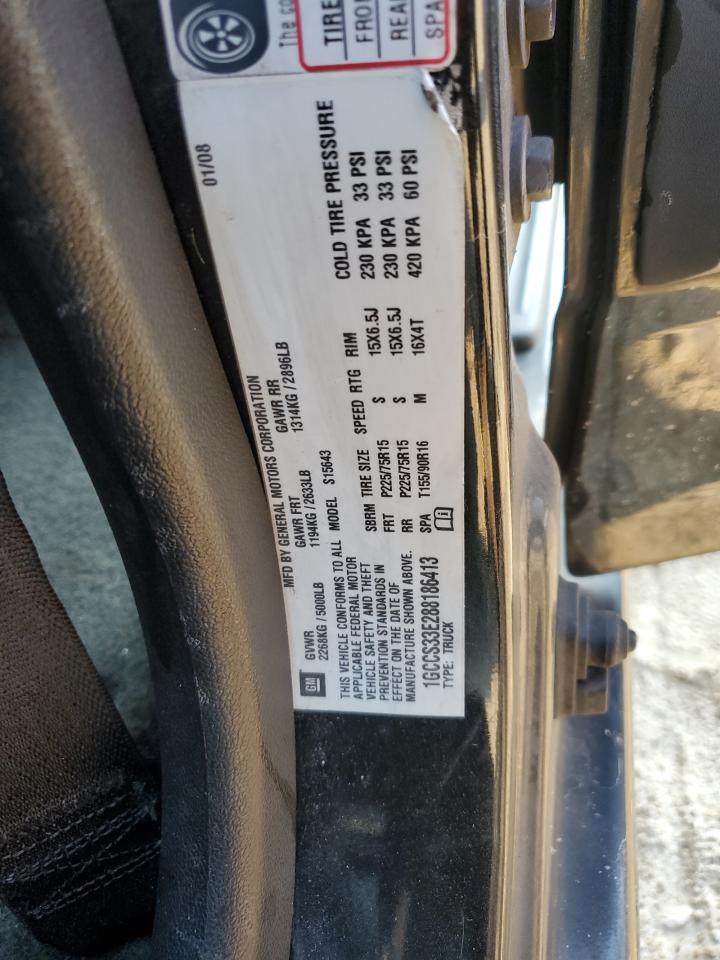 The co
TIRE
FRO
REA
SPA
01/08
MFD BY GENERAL MOTORS CORPORATION
GM
GVWR GAWR FRT GAWR RR
2268KG / 5000LB 1194KG / 2633LB 1314KG / 2896LB
THIS VEHICLE CONFORMS TO ALL
APPLICABLE FEDERAL MOTOR
VEHICLE SAFETY AND THEFT
PREVENTION STANDARDS IN
EFFECT ON THE DATE OF
MANUFACTURE SHOWN ABOVE.
1GCCS33E288186413
TYPE: TRUCK
MODEL S15643
SBRM TIRE SIZE SPEED RTG RIM COLD TIRE PRESSURE
FRT P225/75R15 S 15X6.5J 230 KPA 33 PSI
RR P225/75R15 S 15X6.5J 230 KPA 33 PSI
SPA T155/90R16 M 16X4T 420 KPA 60 PSI